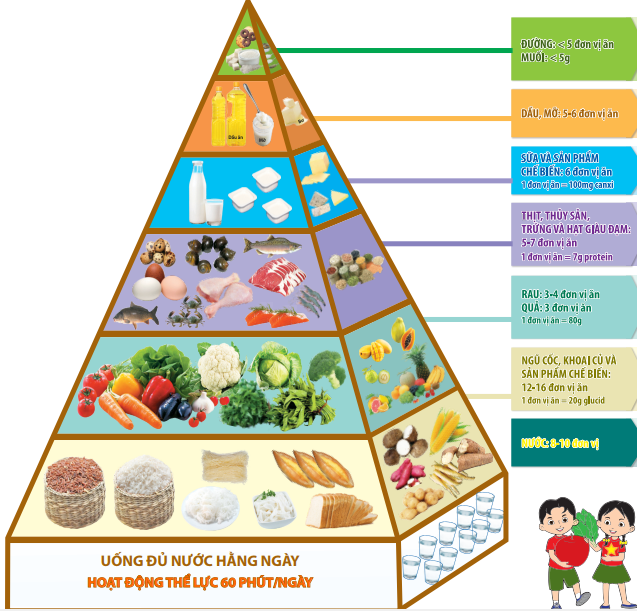 ĐƯỜNG: < 5 đơn vị ăn
MUỐI: < 5g
DẦU, MỠ: 5-6 đơn vị ăn
Dầu ăn
Mỡ
Bơ
SỮA VÀ SẢN PHẨM
CHẾ BIẾN: 6 đơn vị ăn
1 đơn vị ăn = 100mg canxi
THỊT, THỦY SẢN,
TRỨNG VÀ HẠT GIÀU ĐẠM:
5-7 đơn vị ăn
1 đơn vị ăn = 7g protein
RAU: 3-4 đơn vị ăn
QUẢ: 3 đơn vị ăn
1 đơn vị ăn = 80g
NGŨ CỐC, KHOAI CỦ VÀ
SẢN PHẨM CHẾ BIẾN:
12-16 đơn vị ăn
1 đơn vị ăn = 20g glucid
NƯỚC: 8-10 đơn vị
UỐNG ĐỦ NƯỚC HẰNG NGÀY
HOẠT ĐỘNG THỂ LỰC 60 PHÚT/NGÀY